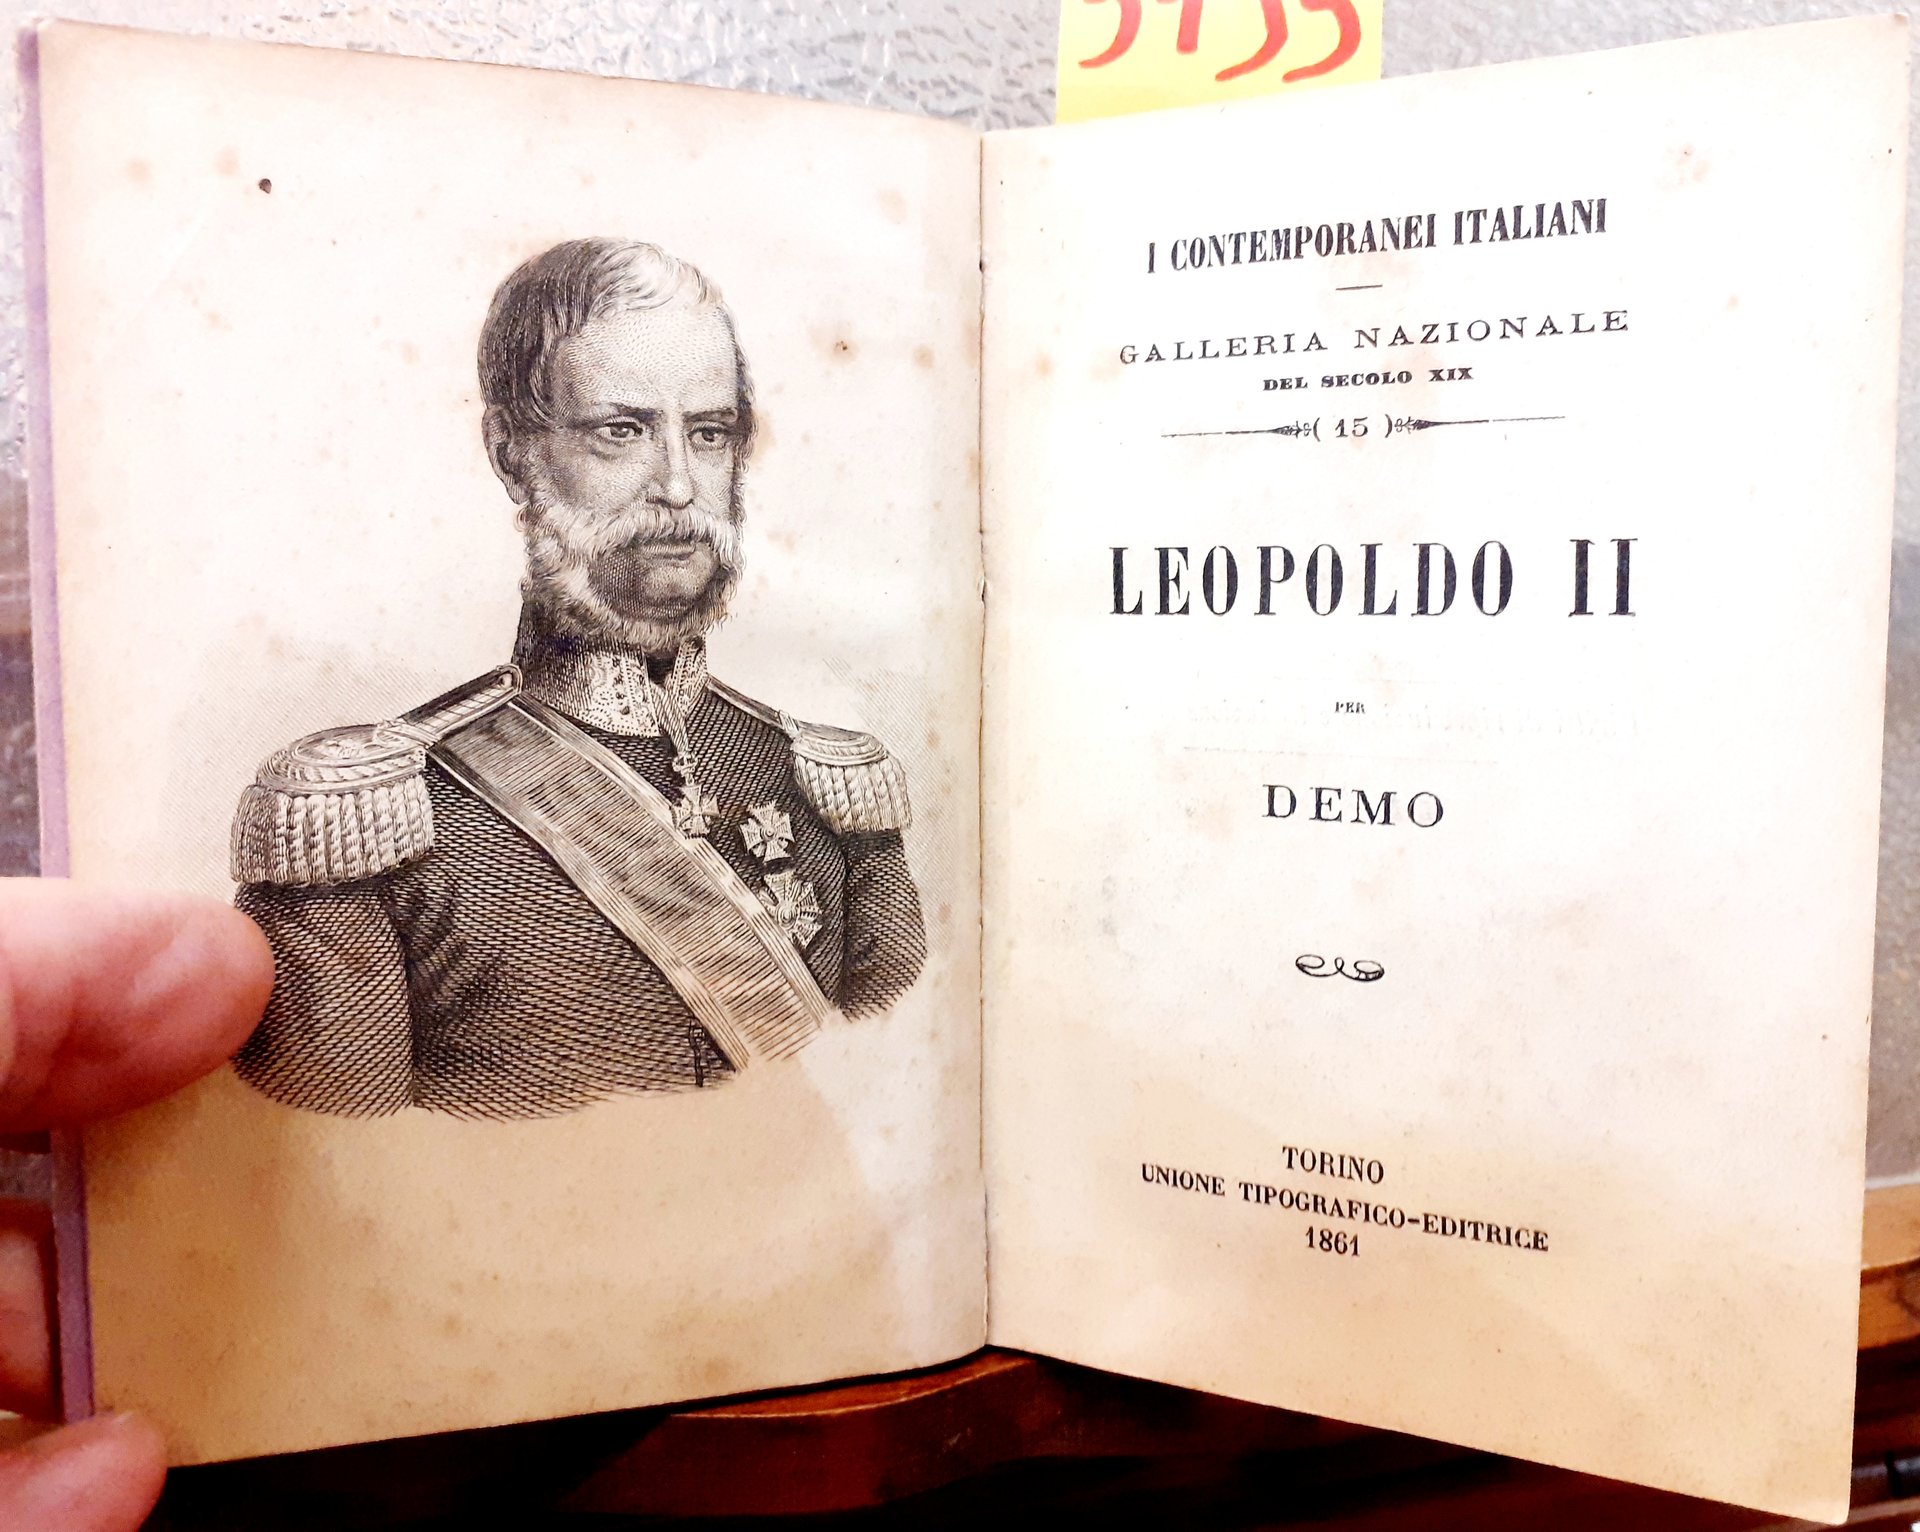 I CONTEMPORANEI ITALIANI
GALLERIA NAZIONALE
DEL SECOLO XIX
( 15 )
LEOPOLDO II
PER
DEMO
TORINO
UNIONE TIPOGRAFICO-EDITRICE
1861